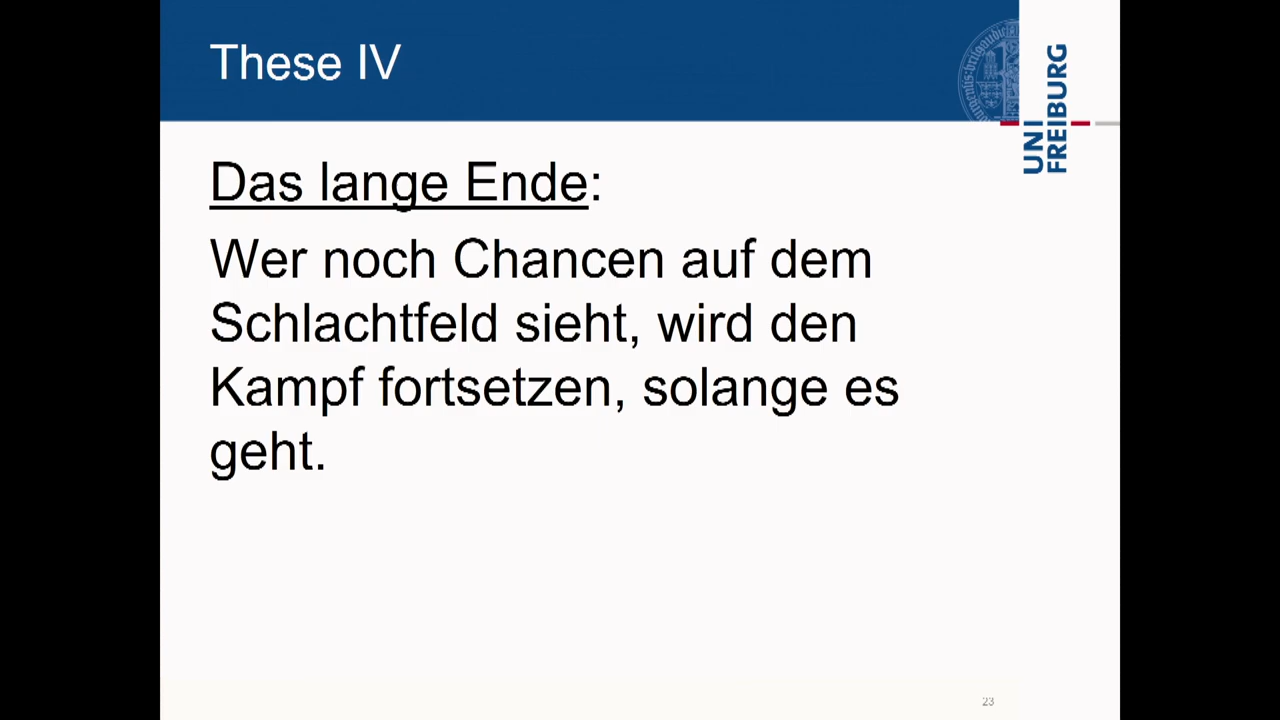 These IV
UNI
FREIBURG
Das lange Ende:
Wer noch Chancen auf dem
Schlachtfeld sieht, wird den
Kampf fortsetzen, solange es
geht.
23